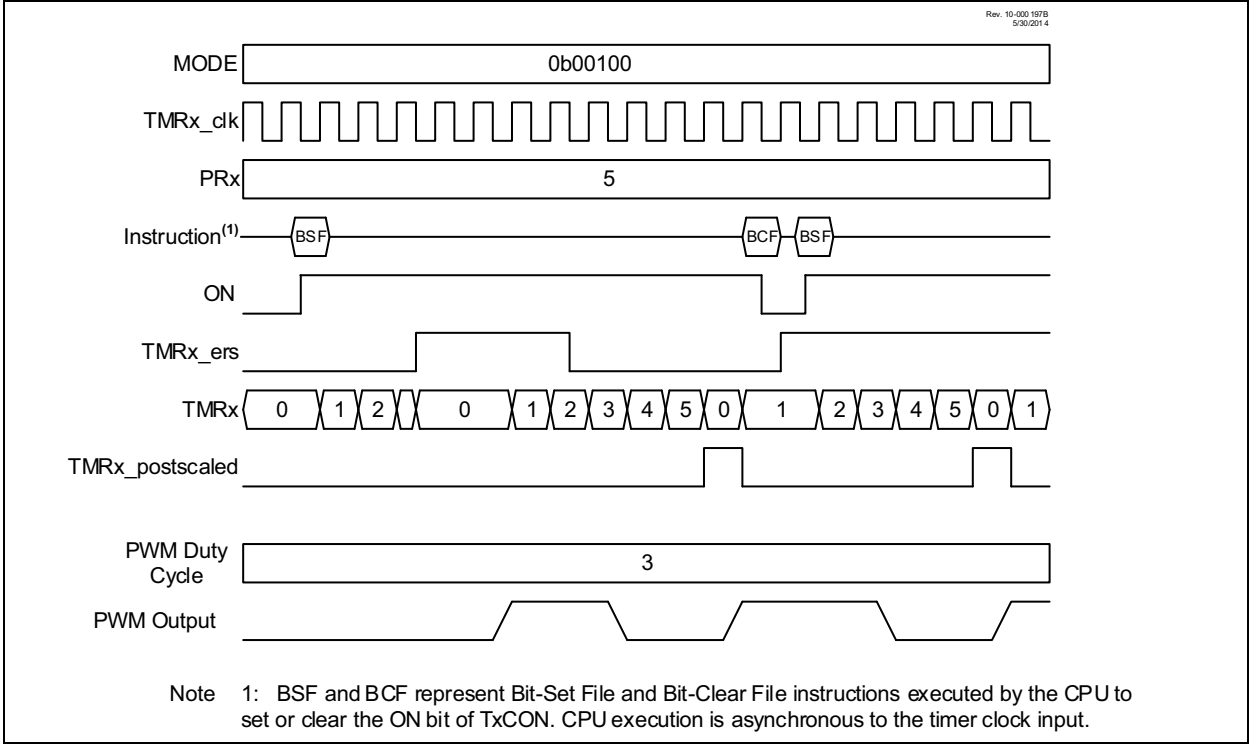 Rev. 10-000 197B
5/30/201 4
MODE 0b00100
TMRx_clk
PRx 5
Instruction(1) BSF BCF BSF
ON
TMRx_ers
TMRx 0 1 2 0 1 2 3 4 5 0 1 2 3 4 5 0 1
TMRx_postscaled
PWM Duty
Cycle 3
PWM Output
Note 1: BSF and BCF represent Bit-Set File and Bit-Clear File instructions executed by the CPU to
set or clear the ON bit of TxCON. CPU execution is asynchronous to the timer clock input.